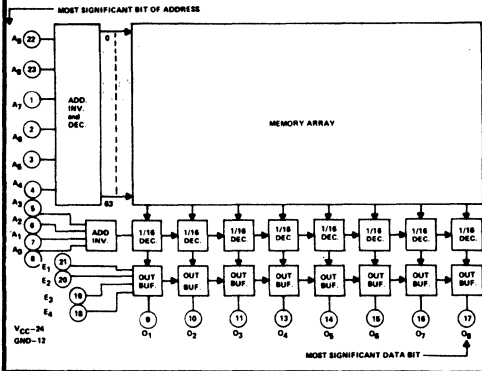 MOST SIGNIFICANT BIT OF ADDRESS
A9 22
A8 23
A7 1
A6 2
A5 3
A4 4
A3 5
A2 6
A1 7
A0 8
ADD. INV. and DEC.
0
63
MEMORY ARRAY
ADD INV.
1/16 DEC.
1/16 DEC.
1/16 DEC.
1/16 DEC.
1/16 DEC.
1/16 DEC.
1/16 DEC.
1/16 DEC.
E1 21
E2 20
E3 19
E4 18
OUT BUF.
OUT BUF.
OUT BUF.
OUT BUF.
OUT BUF.
OUT BUF.
OUT BUF.
OUT BUF.
9 10 11 13 14 15 16 17
O1 O2 O3 O4 O5 O6 O7 O8
VCC-24
GND-12
MOST SIGNIFICANT DATA BIT